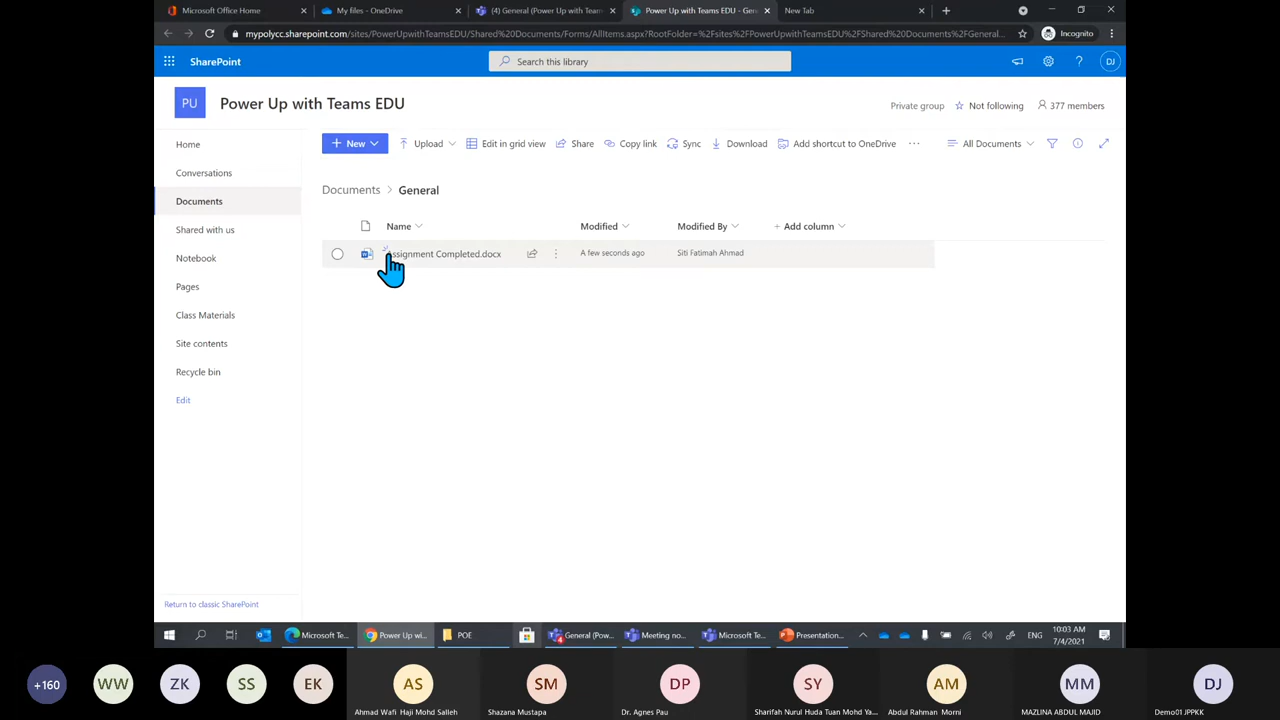 Microsoft Office Home
My files - OneDrive
(4) General (Power Up with Team
Power Up with Teams EDU - Gen
New Tab
mypolycc.sharepoint.com/sites/PowerUpwithTeamsEDU/Shared%20Documents/Forms/AllItems.aspx?RootFolder=%2Fsites%2FPowerUpwithTeamsEDU%2FShared%20Documents%2FGeneral...
Incognito
SharePoint
Search this library
DJ
PU
Power Up with Teams EDU
Private group
Not following
377 members
Home
Conversations
Documents
Shared with us
Notebook
Pages
Class Materials
Site contents
Recycle bin
Edit
Return to classic SharePoint
New
Upload
Edit in grid view
Share
Copy link
Sync
Download
Add shortcut to OneDrive
All Documents
Documents > General
Name
Modified
Modified By
+ Add column
Assignment Completed.docx
A few seconds ago
Siti Fatimah Ahmad
Microsoft Te...
Power Up wi...
POE
General (Pow...
Meeting no...
Microsoft Te...
Presentation...
ENG
10:03 AM
7/4/2021
+160
WW
ZK
SS
EK
AS
SM
DP
SY
AM
MM
DJ
Ahmad Wafi Haji Mohd Salleh
Shazana Mustapa
Dr. Agnes Pau
Sharifah Nurul Huda Tuan Mohd Ya...
Abdul Rahman Morni
MAZLINA ABDUL MAJID
Demo01 JPPKK